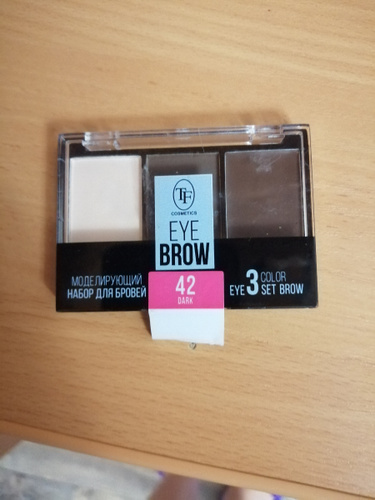 TF
COSMETICS
EYE
BROW
42
DARK
МОДЕЛИРУЮЩИЙ
НАБОР ДЛЯ БРОВЕЙ
EYE 3 COLOR
SET BROW